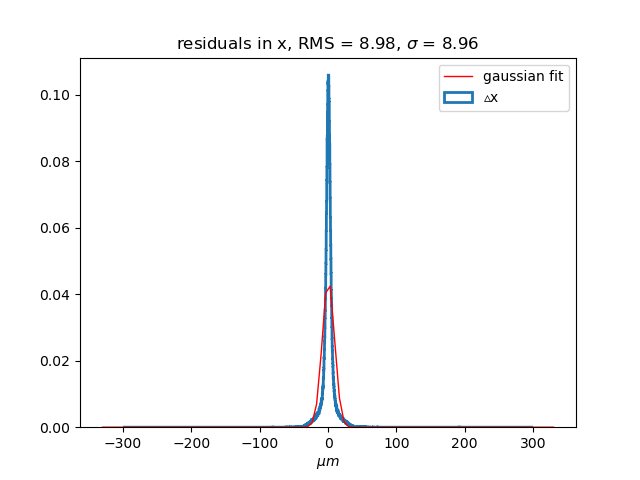 residuals in x, RMS = 8.98, σ = 8.96
gaussian fit
△x
0.10
0.08
0.06
0.04
0.02
0.00
−300 −200 −100 0 100 200 300
μm